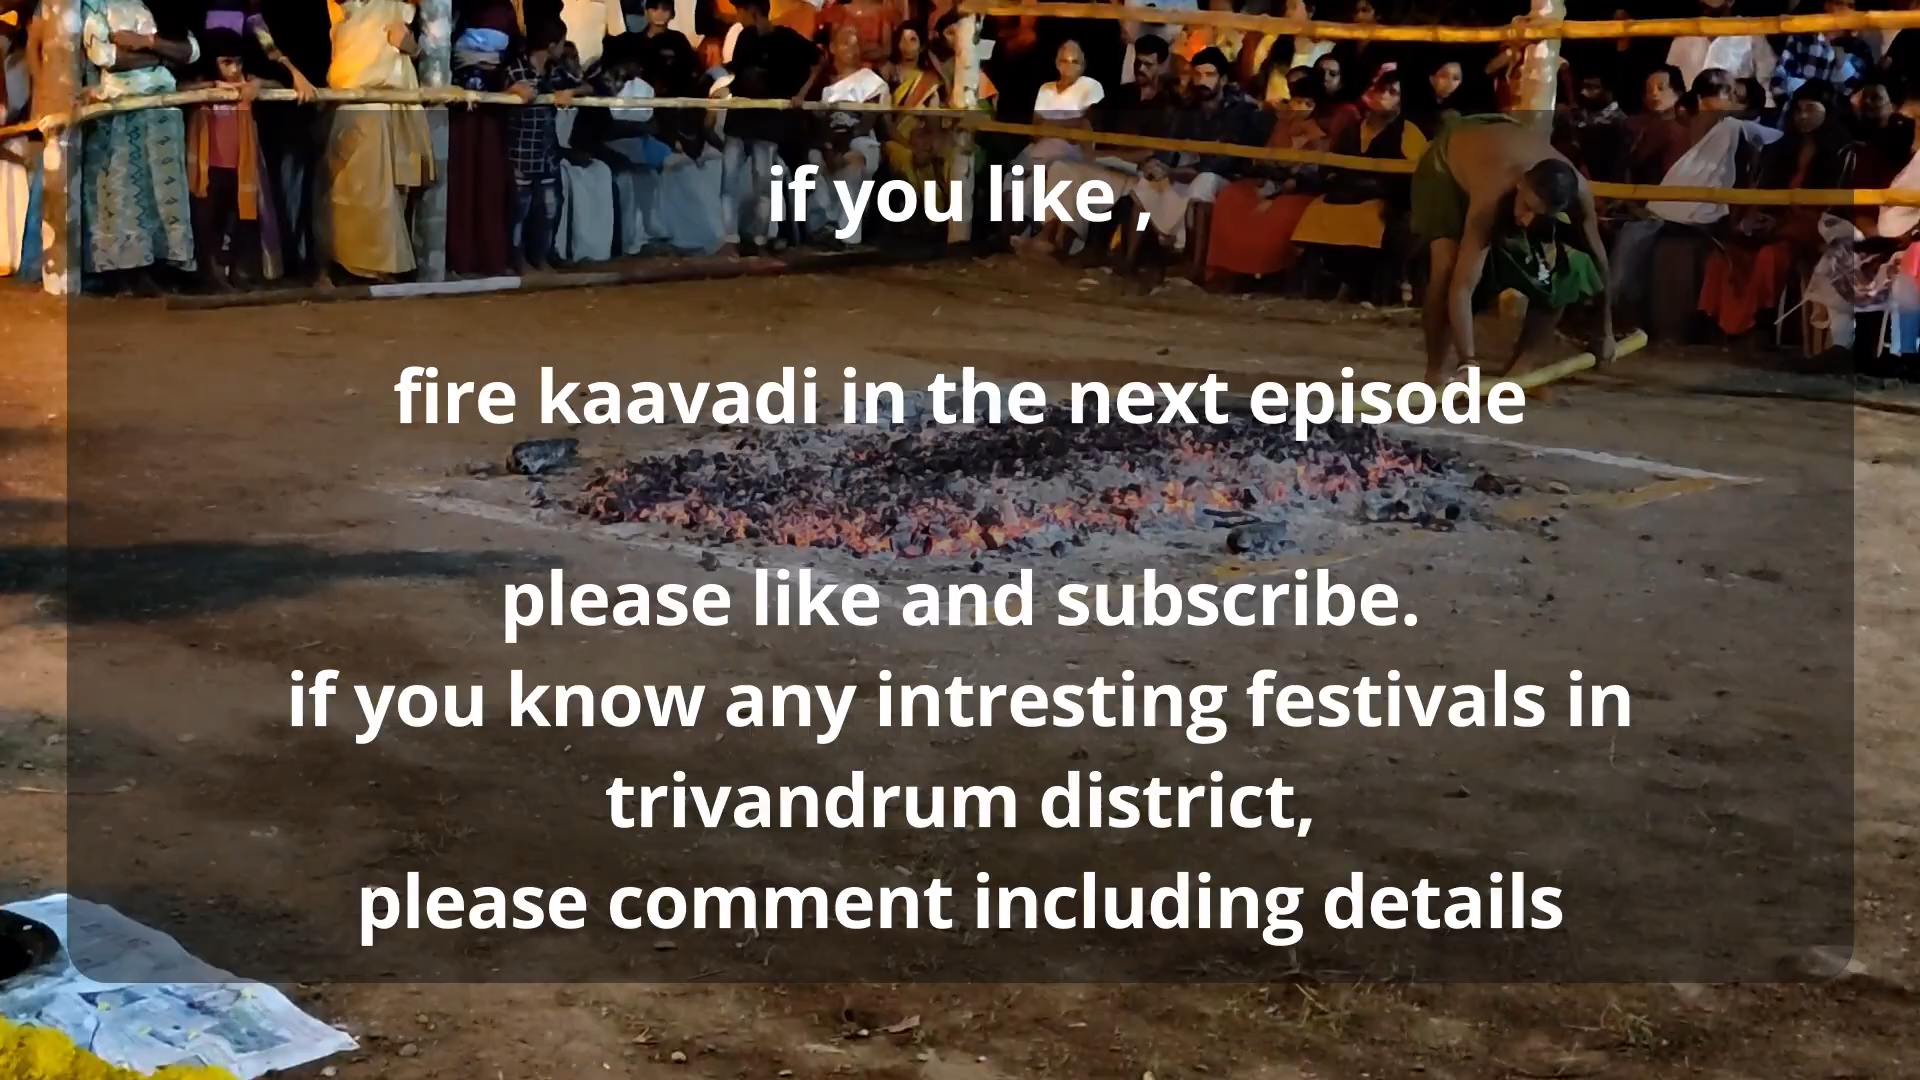 if you like ,
fire kaavadi in the next episode
please like and subscribe.
if you know any intresting festivals in
trivandrum district,
please comment including details